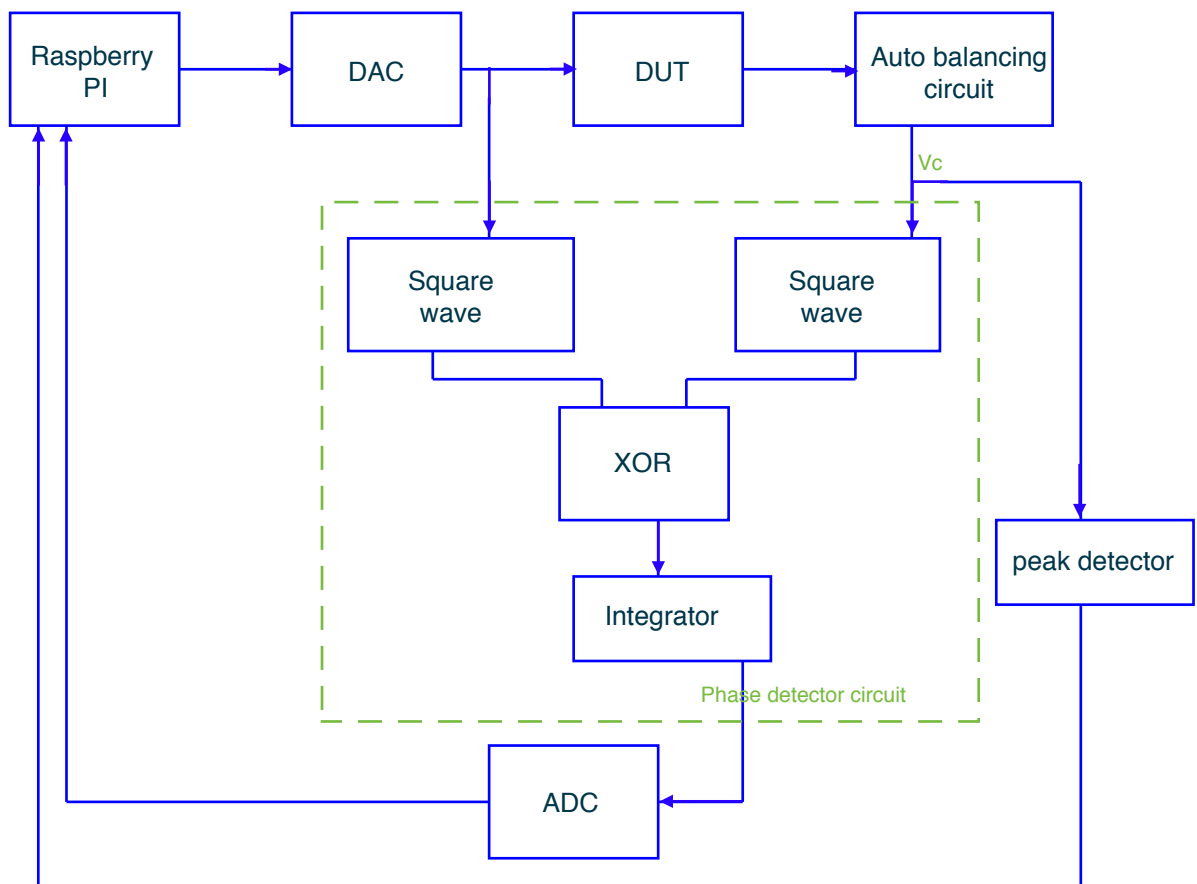 Raspberry
PI
DAC
DUT
Auto balancing
circuit
Vc
Square
wave
Square
wave
XOR
peak detector
Integrator
Phase detector circuit
ADC